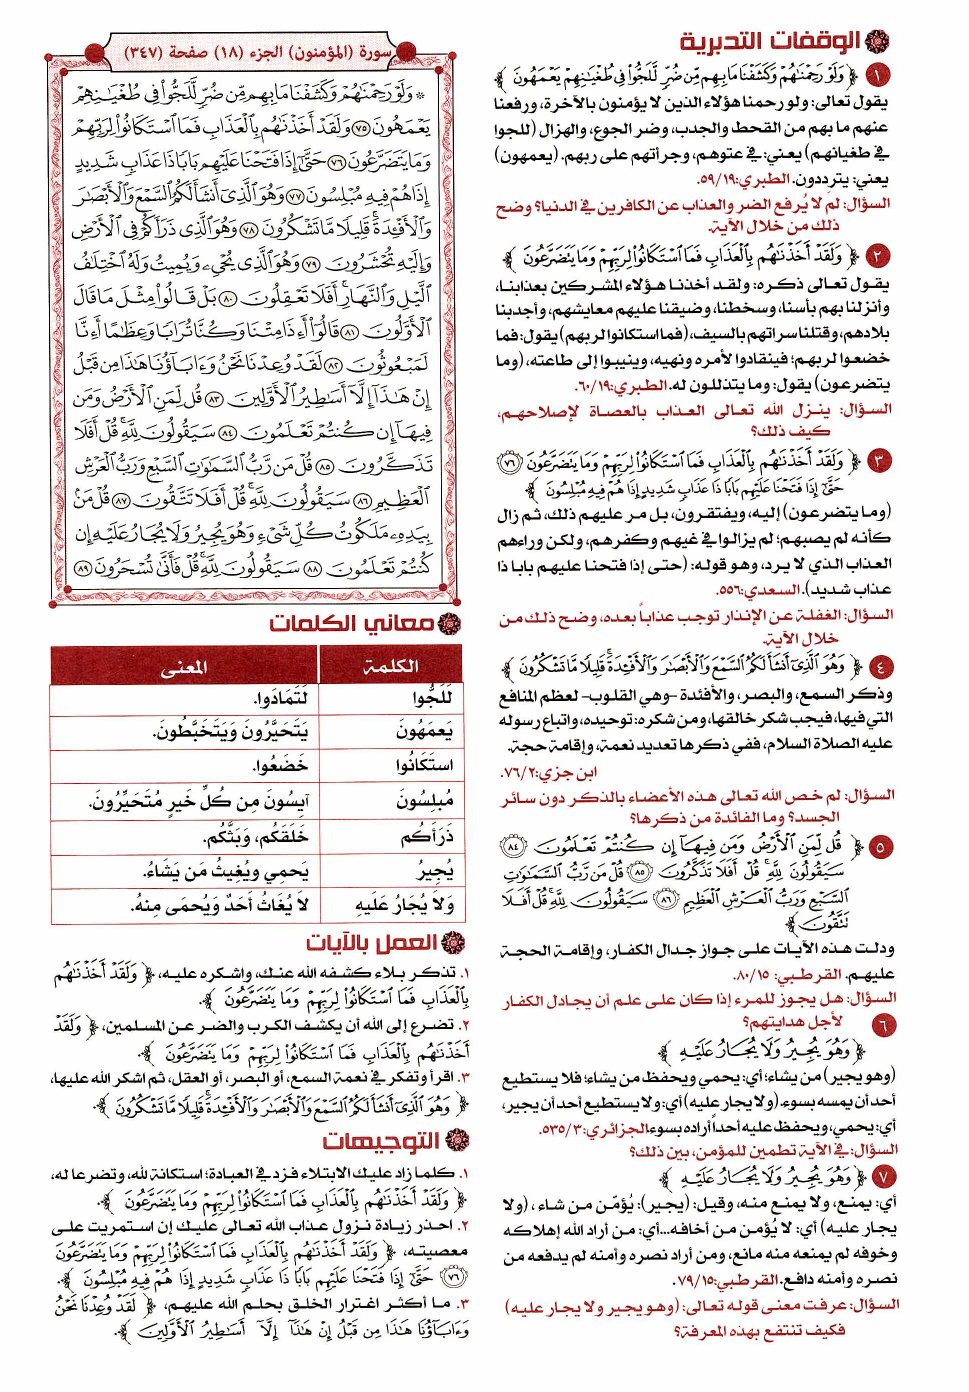 الوقفات التدبرية
١ ﴿ وَلَوْ رَحِمْنَاهُمْ وَكَشَفْنَا مَا بِهِم مِّن ضُرٍّ لَّلَجُّوا۟ فِى طُغْيَـٰنِهِمْ يَعْمَهُونَ ﴾
يقول تعالى: ولو رحمنا هؤلاء الذين لا يؤمنون بالآخرة، ورفعنا
عنهم ما بهم من القحط والجدب، وضر الجوع، والهزال (للجوا
في طغيانهم) يعني: في عتوهم، وجرأتهم على ربهم. (يعمهون)
يعني: يترددون. الطبري:٥٩/١٩.
السؤال: لم لا يُرفع الضر والعذاب عن الكافرين في الدنيا؟ وضح
ذلك من خلال الآية.
٢ ﴿ وَلَقَدْ أَخَذْنَـٰهُم بِٱلْعَذَابِ فَمَا ٱسْتَكَانُوا۟ لِرَبِّهِمْ وَمَا يَتَضَرَّعُونَ ﴾
يقول تعالى ذكره: ولقد أخذنا هؤلاء المشركين بعذابنا،
وأنزلنا بهم بأسنا، وسخطنا، وضيقنا عليهم معايشهم، وأجدبنا
بلادهم، وقتلنا سراتهم بالسيف، (فما استكانوا لربهم) يقول: فما
خضعوا لربهم؛ فينقادوا لأمره ونهيه، وينيبوا إلى طاعته، (وما
يتضرعون) يقول: وما يتذللون له. الطبري:٦٠/١٩.
السؤال: ينزل الله تعالى العذاب بالعصاة لإصلاحهم،
كيف ذلك؟
٣ ﴿ وَلَقَدْ أَخَذْنَـٰهُم بِٱلْعَذَابِ فَمَا ٱسْتَكَانُوا۟ لِرَبِّهِمْ وَمَا يَتَضَرَّعُونَ ٧٦
حَتَّىٰٓ إِذَا فَتَحْنَا عَلَيْهِم بَابًا ذَا عَذَابٍ شَدِيدٍ إِذَا هُمْ فِيهِ مُبْلِسُونَ ﴾
(وما يتضرعون) إليه، ويفتقرون، بل مر عليهم ذلك، ثم زال
كأنه لم يصبهم؛ لم يزالوا في غيهم وكفرهم، ولكن وراءهم
العذاب الذي لا يرد، وهو قوله: (حتى إذا فتحنا عليهم بابا ذا
عذاب شديد). السعدي:٥٥٦.
السؤال: الغفلة عن الإنذار توجب عذاباً بعده، وضح ذلك من
خلال الآية.
٤ ﴿ وَهُوَ ٱلَّذِىٓ أَنشَأَ لَكُمُ ٱلسَّمْعَ وَٱلْأَبْصَـٰرَ وَٱلْأَفْـِٔدَةَ ۚ قَلِيلًا مَّا تَشْكُرُونَ ﴾
وذكر السمع، والبصر، والأفئدة -وهي القلوب- لعظم المنافع
التي فيها، فيجب شكر خالقها، ومن شكره: توحيده، واتباع رسوله
عليه الصلاة السلام، ففي ذكرها تعديد نعمة، وإقامة حجة.
ابن جزي:٧٦/٢.
السؤال: لم خص الله تعالى هذه الأعضاء بالذكر دون سائر
الجسد؟ وما الفائدة من ذكرها؟
٥ ﴿ قُل لِّمَنِ ٱلْأَرْضُ وَمَن فِيهَآ إِن كُنتُمْ تَعْلَمُونَ ٨٤
سَيَقُولُونَ لِلَّهِ ۚ قُلْ أَفَلَا تَذَكَّرُونَ ٨٥ قُلْ مَن رَّبُّ ٱلسَّمَـٰوَٰتِ
ٱلسَّبْعِ وَرَبُّ ٱلْعَرْشِ ٱلْعَظِيمِ ٨٦ سَيَقُولُونَ لِلَّهِ ۚ قُلْ أَفَلَا
تَتَّقُونَ ﴾
ودلت هذه الآيات على جواز جدال الكفار، وإقامة الحجة
عليهم. القرطبي:٨٠/١٥.
السؤال: هل يجوز للمرء إذا كان على علم أن يجادل الكفار
لأجل هدايتهم؟
٦ ﴿ وَهُوَ يُجِيرُ وَلَا يُجَارُ عَلَيْهِ ﴾
(وهو يجير) من يشاء؛ أي: يحمي ويحفظ من يشاء؛ فلا يستطيع
أحد أن يمسه بسوء. (ولا يجار عليه) أي: ولا يستطيع أحد أن يجير،
أي: يحمي، ويحفظ عليه أحداً أراده بسوء. الجزائري:٥٣٥/٣.
السؤال: في الآية تطمين للمؤمن، بين ذلك؟
٧ ﴿ وَهُوَ يُجِيرُ وَلَا يُجَارُ عَلَيْهِ ﴾
أي: يمنع، ولا يمنع منه، وقيل: (يجير): يُؤمّن من شاء، (ولا
يجار عليه) أي: لا يُؤمن من أخافه...أي: من أراد الله إهلاكه
وخوفه لم يمنعه منه مانع، ومن أراد نصره وأمنه لم يدفعه من
نصره وأمنه دافع. القرطبي:٧٩/١٥.
السؤال: عرفت معنى قوله تعالى: (وهو يجير ولا يجار عليه)
فكيف تنتفع بهذه المعرفة؟
سورة (المؤمنون) الجزء (١٨) صفحة (٣٤٧)
۞ وَلَوْ رَحِمْنَـٰهُمْ وَكَشَفْنَا مَا بِهِم مِّن ضُرٍّ لَّلَجُّوا۟ فِى طُغْيَـٰنِهِمْ
يَعْمَهُونَ ٧٥ وَلَقَدْ أَخَذْنَـٰهُم بِٱلْعَذَابِ فَمَا ٱسْتَكَانُوا۟ لِرَبِّهِمْ
وَمَا يَتَضَرَّعُونَ ٧٦ حَتَّىٰٓ إِذَا فَتَحْنَا عَلَيْهِم بَابًا ذَا عَذَابٍ شَدِيدٍ
إِذَا هُمْ فِيهِ مُبْلِسُونَ ٧٧ وَهُوَ ٱلَّذِىٓ أَنشَأَ لَكُمُ ٱلسَّمْعَ وَٱلْأَبْصَـٰرَ
وَٱلْأَفْـِٔدَةَ ۚ قَلِيلًا مَّا تَشْكُرُونَ ٧٨ وَهُوَ ٱلَّذِى ذَرَأَكُمْ فِى ٱلْأَرْضِ
وَإِلَيْهِ تُحْشَرُونَ ٧٩ وَهُوَ ٱلَّذِى يُحْىِۦ وَيُمِيتُ وَلَهُ ٱخْتِلَـٰفُ
ٱلَّيْلِ وَٱلنَّهَارِ ۚ أَفَلَا تَعْقِلُونَ ٨٠ بَلْ قَالُوا۟ مِثْلَ مَا قَالَ
ٱلْأَوَّلُونَ ٨١ قَالُوٓا۟ أَءِذَا مِتْنَا وَكُنَّا تُرَابًا وَعِظَـٰمًا أَءِنَّا
لَمَبْعُوثُونَ ٨٢ لَقَدْ وُعِدْنَا نَحْنُ وَءَابَآؤُنَا هَـٰذَا مِن قَبْلُ
إِنْ هَـٰذَآ إِلَّآ أَسَـٰطِيرُ ٱلْأَوَّلِينَ ٨٣ قُل لِّمَنِ ٱلْأَرْضُ وَمَن
فِيهَآ إِن كُنتُمْ تَعْلَمُونَ ٨٤ سَيَقُولُونَ لِلَّهِ ۚ قُلْ أَفَلَا
تَذَكَّرُونَ ٨٥ قُلْ مَن رَّبُّ ٱلسَّمَـٰوَٰتِ ٱلسَّبْعِ وَرَبُّ ٱلْعَرْشِ
ٱلْعَظِيمِ ٨٦ سَيَقُولُونَ لِلَّهِ ۚ قُلْ أَفَلَا تَتَّقُونَ ٨٧ قُلْ مَنۢ
بِيَدِهِۦ مَلَكُوتُ كُلِّ شَىْءٍ وَهُوَ يُجِيرُ وَلَا يُجَارُ عَلَيْهِ إِن
كُنتُمْ تَعْلَمُونَ ٨٨ سَيَقُولُونَ لِلَّهِ ۚ قُلْ فَأَنَّىٰ تُسْحَرُونَ ٨٩
معاني الكلمات
الكلمة المعنى
لَلَجُّوا لَتَمَادَوا.
يَعمَهُونَ يَتَحَيَّرُونَ وَيَتَخَبَّطُونَ.
استَكَانُوا خَضَعُوا.
مُبلِسُونَ آيِسُونَ مِن كُلِّ خَيرٍ مُتَحَيِّرُونَ.
ذَرَأَكُم خَلَقَكُم، وَبَثَّكُم.
يُجِيرُ يَحمِي وَيُغِيثُ مَن يَشَاءُ.
وَلَا يُجَارُ عَلَيهِ لَا يُغَاثُ أَحَدٌ وَيُحمَى مِنهُ.
العمل بالآيات
١. تذكر بلاء كشفه الله عنك، واشكره عليه، ﴿ وَلَقَدْ أَخَذْنَـٰهُم
بِٱلْعَذَابِ فَمَا ٱسْتَكَانُوا۟ لِرَبِّهِمْ وَمَا يَتَضَرَّعُونَ ﴾.
٢. تضرع إلى الله أن يكشف الكرب والضر عن المسلمين، ﴿ وَلَقَدْ
أَخَذْنَـٰهُم بِٱلْعَذَابِ فَمَا ٱسْتَكَانُوا۟ لِرَبِّهِمْ وَمَا يَتَضَرَّعُونَ ﴾.
٣. اقرأ وتفكر في نعمة السمع، أو البصر، أو العقل، ثم اشكر الله عليها،
﴿ وَهُوَ ٱلَّذِىٓ أَنشَأَ لَكُمُ ٱلسَّمْعَ وَٱلْأَبْصَـٰرَ وَٱلْأَفْـِٔدَةَ ۚ قَلِيلًا مَّا تَشْكُرُونَ ﴾.
التوجيهات
١. كلما زاد عليك الابتلاء فزد في العبادة؛ استكانة لله، وتضرعا له،
﴿ وَلَقَدْ أَخَذْنَـٰهُم بِٱلْعَذَابِ فَمَا ٱسْتَكَانُوا۟ لِرَبِّهِمْ وَمَا يَتَضَرَّعُونَ ﴾.
٢. احذر زيادة نزول عذاب الله تعالى عليك إن استمريت على
معصيته، ﴿ وَلَقَدْ أَخَذْنَـٰهُم بِٱلْعَذَابِ فَمَا ٱسْتَكَانُوا۟ لِرَبِّهِمْ وَمَا يَتَضَرَّعُونَ
٧٦ حَتَّىٰٓ إِذَا فَتَحْنَا عَلَيْهِم بَابًا ذَا عَذَابٍ شَدِيدٍ إِذَا هُمْ فِيهِ مُبْلِسُونَ ﴾.
٣. ما أكثر اغترار الخلق بحلم الله عليهم، ﴿ لَقَدْ وُعِدْنَا نَحْنُ
وَءَابَآؤُنَا هَـٰذَا مِن قَبْلُ إِنْ هَـٰذَآ إِلَّآ أَسَـٰطِيرُ ٱلْأَوَّلِينَ ﴾.